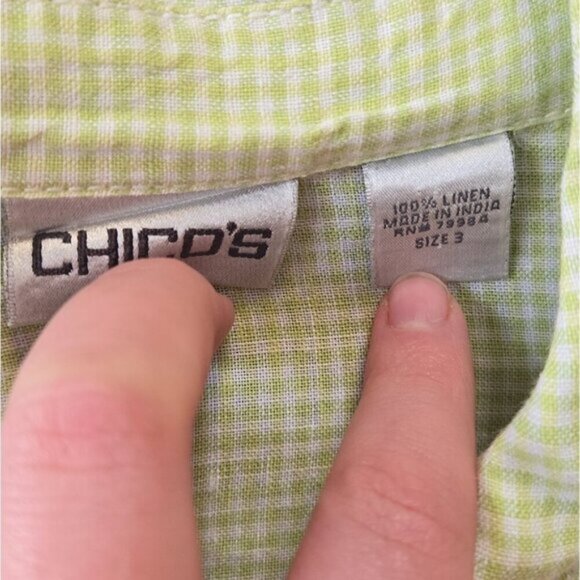 CHICO'S
100% LINEN
MADE IN INDIA
RN# 79984
SIZE 3